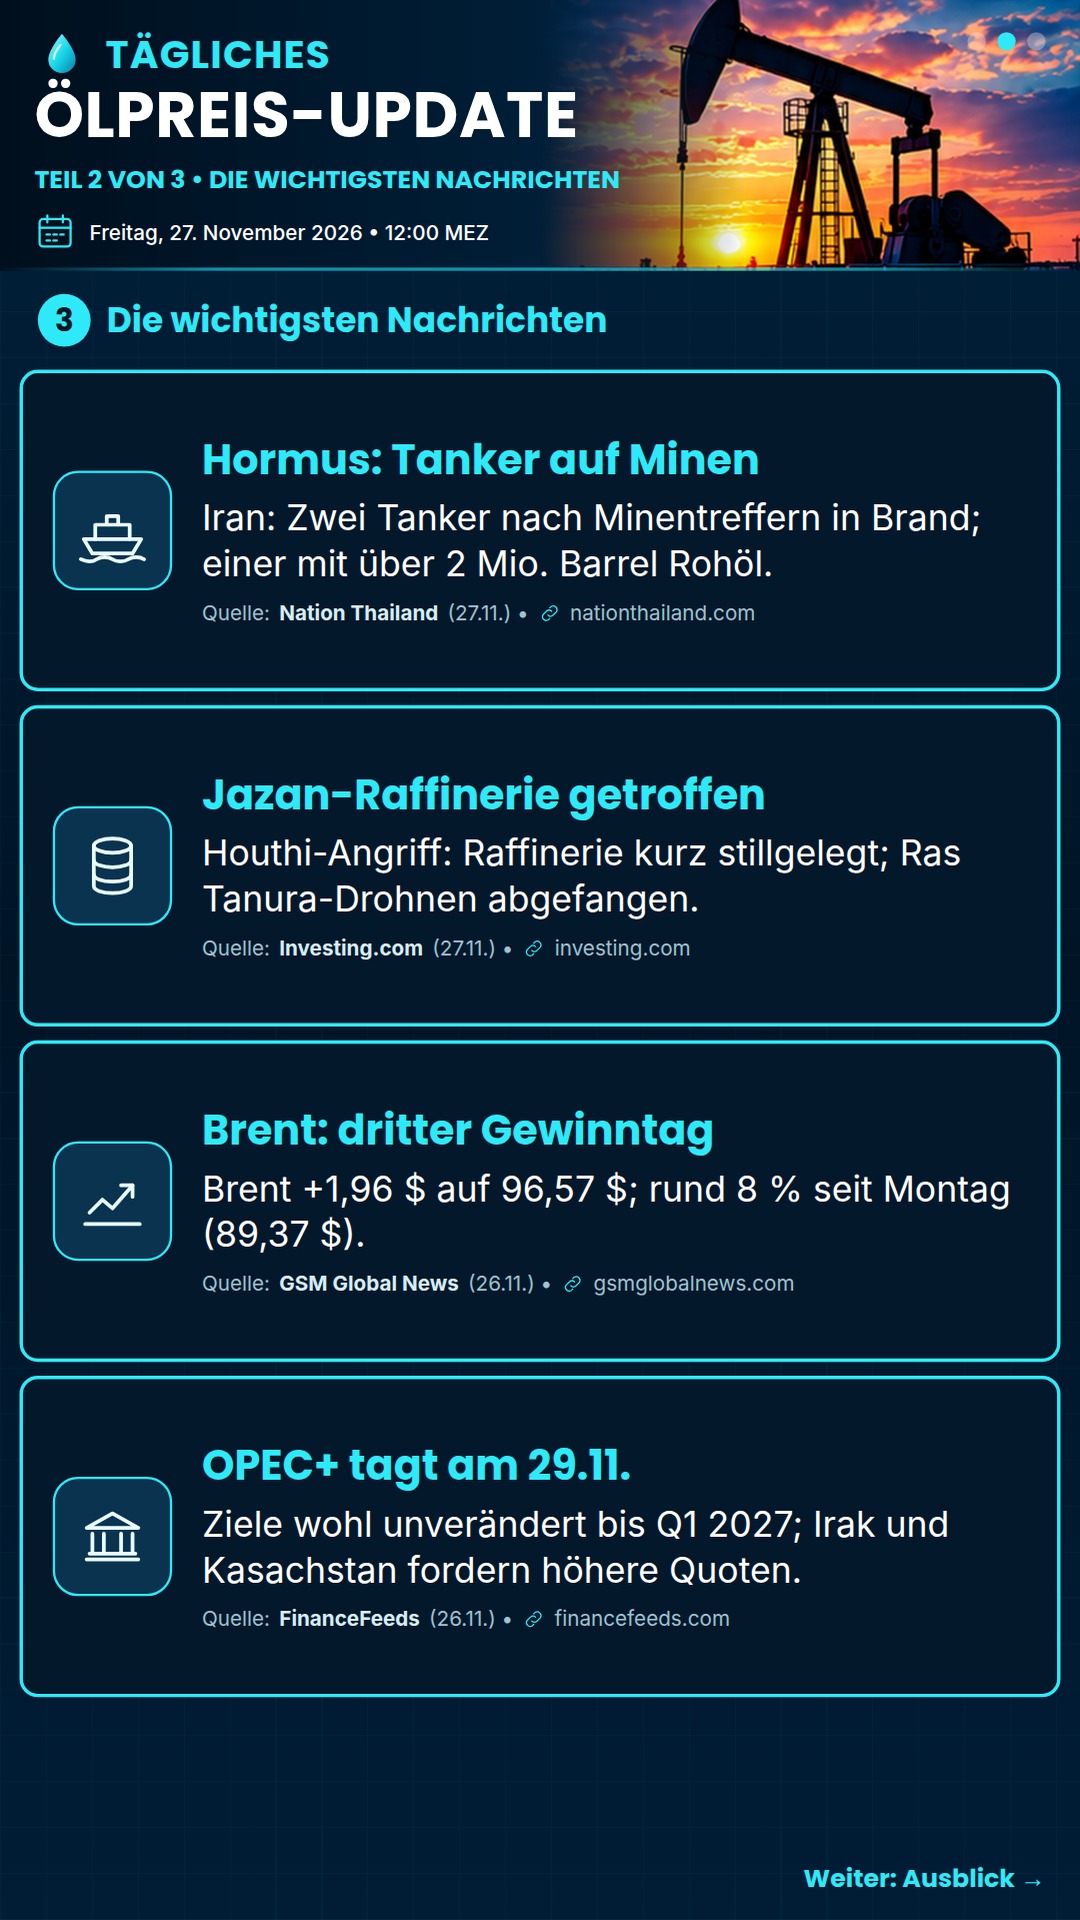 TÄGLICHES
ÖLPREIS-UPDATE
TEIL 2 VON 3 • DIE WICHTIGSTEN NACHRICHTEN
Freitag, 27. November 2026 • 12:00 MEZ
3 Die wichtigsten Nachrichten
Hormus: Tanker auf Minen
Iran: Zwei Tanker nach Minentreffern in Brand;
einer mit über 2 Mio. Barrel Rohöl.
Quelle: Nation Thailand (27.11.) • nationthailand.com
Jazan-Raffinerie getroffen
Houthi-Angriff: Raffinerie kurz stillgelegt; Ras
Tanura-Drohnen abgefangen.
Quelle: Investing.com (27.11.) • investing.com
Brent: dritter Gewinntag
Brent +1,96 $ auf 96,57 $; rund 8 % seit Montag
(89,37 $).
Quelle: GSM Global News (26.11.) • gsmglobalnews.com
OPEC+ tagt am 29.11.
Ziele wohl unverändert bis Q1 2027; Irak und
Kasachstan fordern höhere Quoten.
Quelle: FinanceFeeds (26.11.) • financefeeds.com
Weiter: Ausblick →